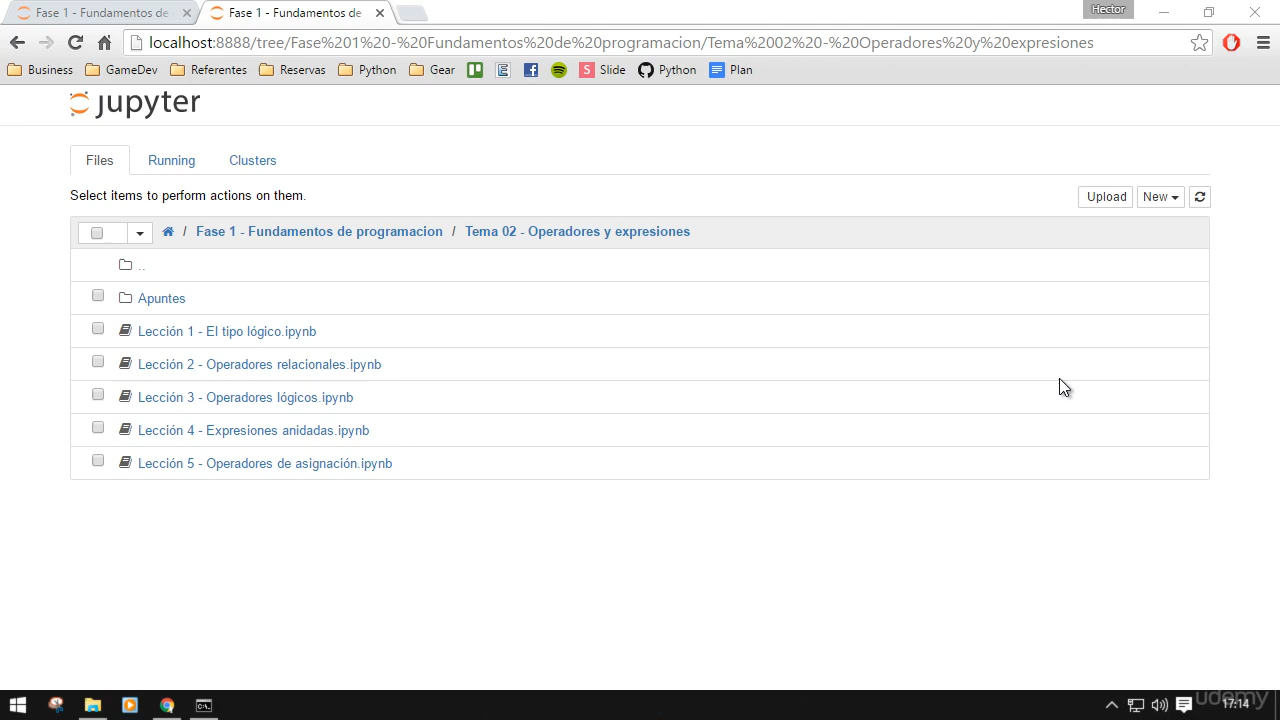 Fase 1 - Fundamentos de
Fase 1 - Fundamentos de
Hector
localhost:8888/tree/Fase%201%20-%20Fundamentos%20de%20programacion/Tema%2002%20-%20Operadores%20y%20expresiones
Business GameDev Referentes Reservas Python Gear Slide Python Plan
jupyter
Files Running Clusters
Select items to perform actions on them.
Upload New
/ Fase 1 - Fundamentos de programacion / Tema 02 - Operadores y expresiones
..
Apuntes
Lección 1 - El tipo lógico.ipynb
Lección 2 - Operadores relacionales.ipynb
Lección 3 - Operadores lógicos.ipynb
Lección 4 - Expresiones anidadas.ipynb
Lección 5 - Operadores de asignación.ipynb
17:14
udemy